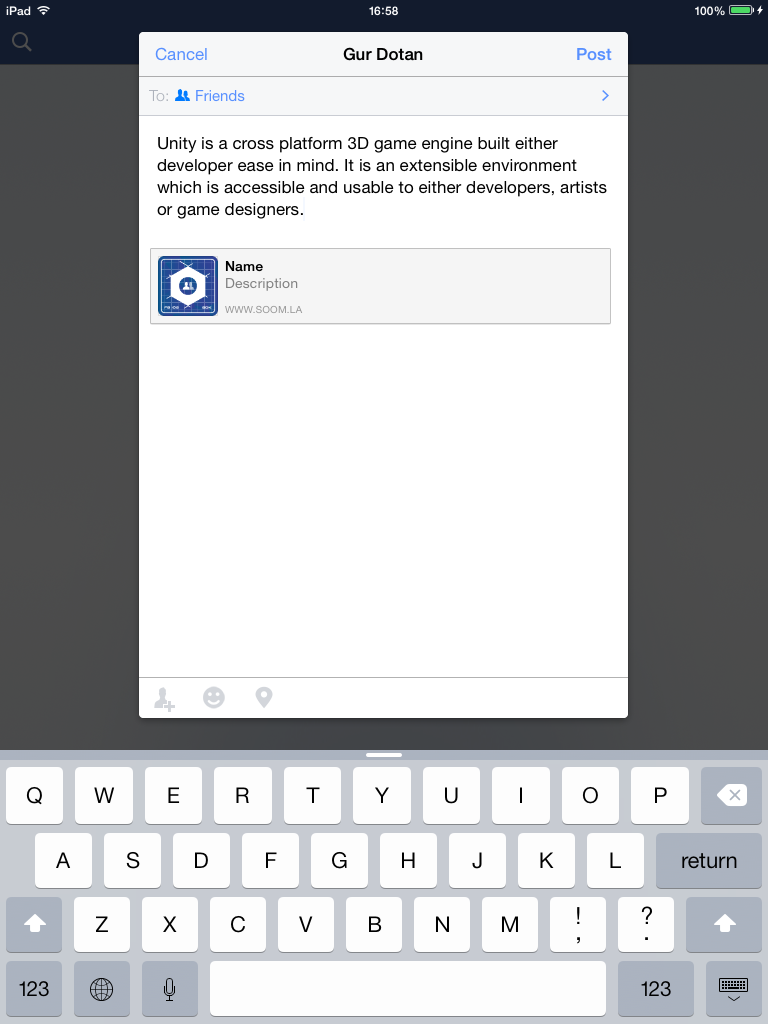 iPad 16:58 100%
Cancel Gur Dotan Post
To: Friends
Unity is a cross platform 3D game engine built either
developer ease in mind. It is an extensible environment
which is accessible and usable to either developers, artists
or game designers.
Name
Description
WWW.SOOM.LA
Q W E R T Y U I O P
A S D F G H J K L return
Z X C V B N M ! , ? .
123 123